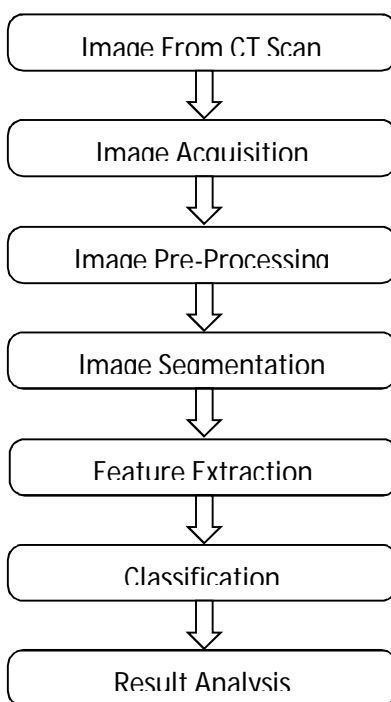 Image From CT Scan
Image Acquisition
Image Pre-Processing
Image Segmentation
Feature Extraction
Classification
Result Analysis